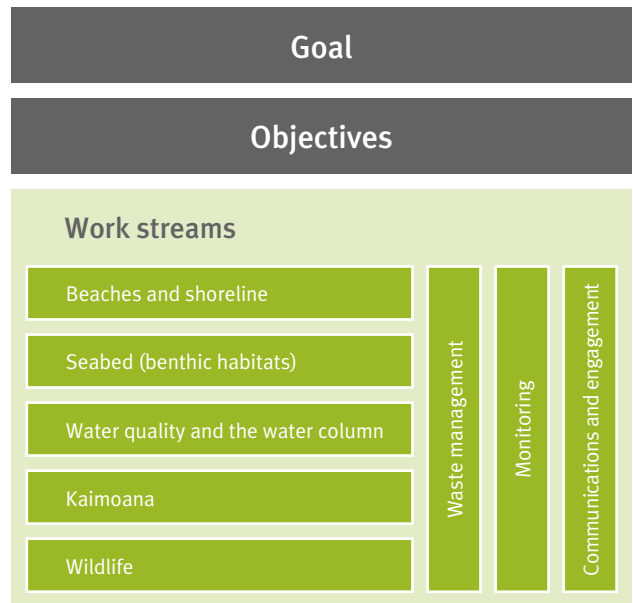 Goal
Objectives
Work streams
Beaches and shoreline
Seabed (benthic habitats)
Water quality and the water column
Kaimoana
Wildlife
Waste management
Monitoring
Communications and engagement